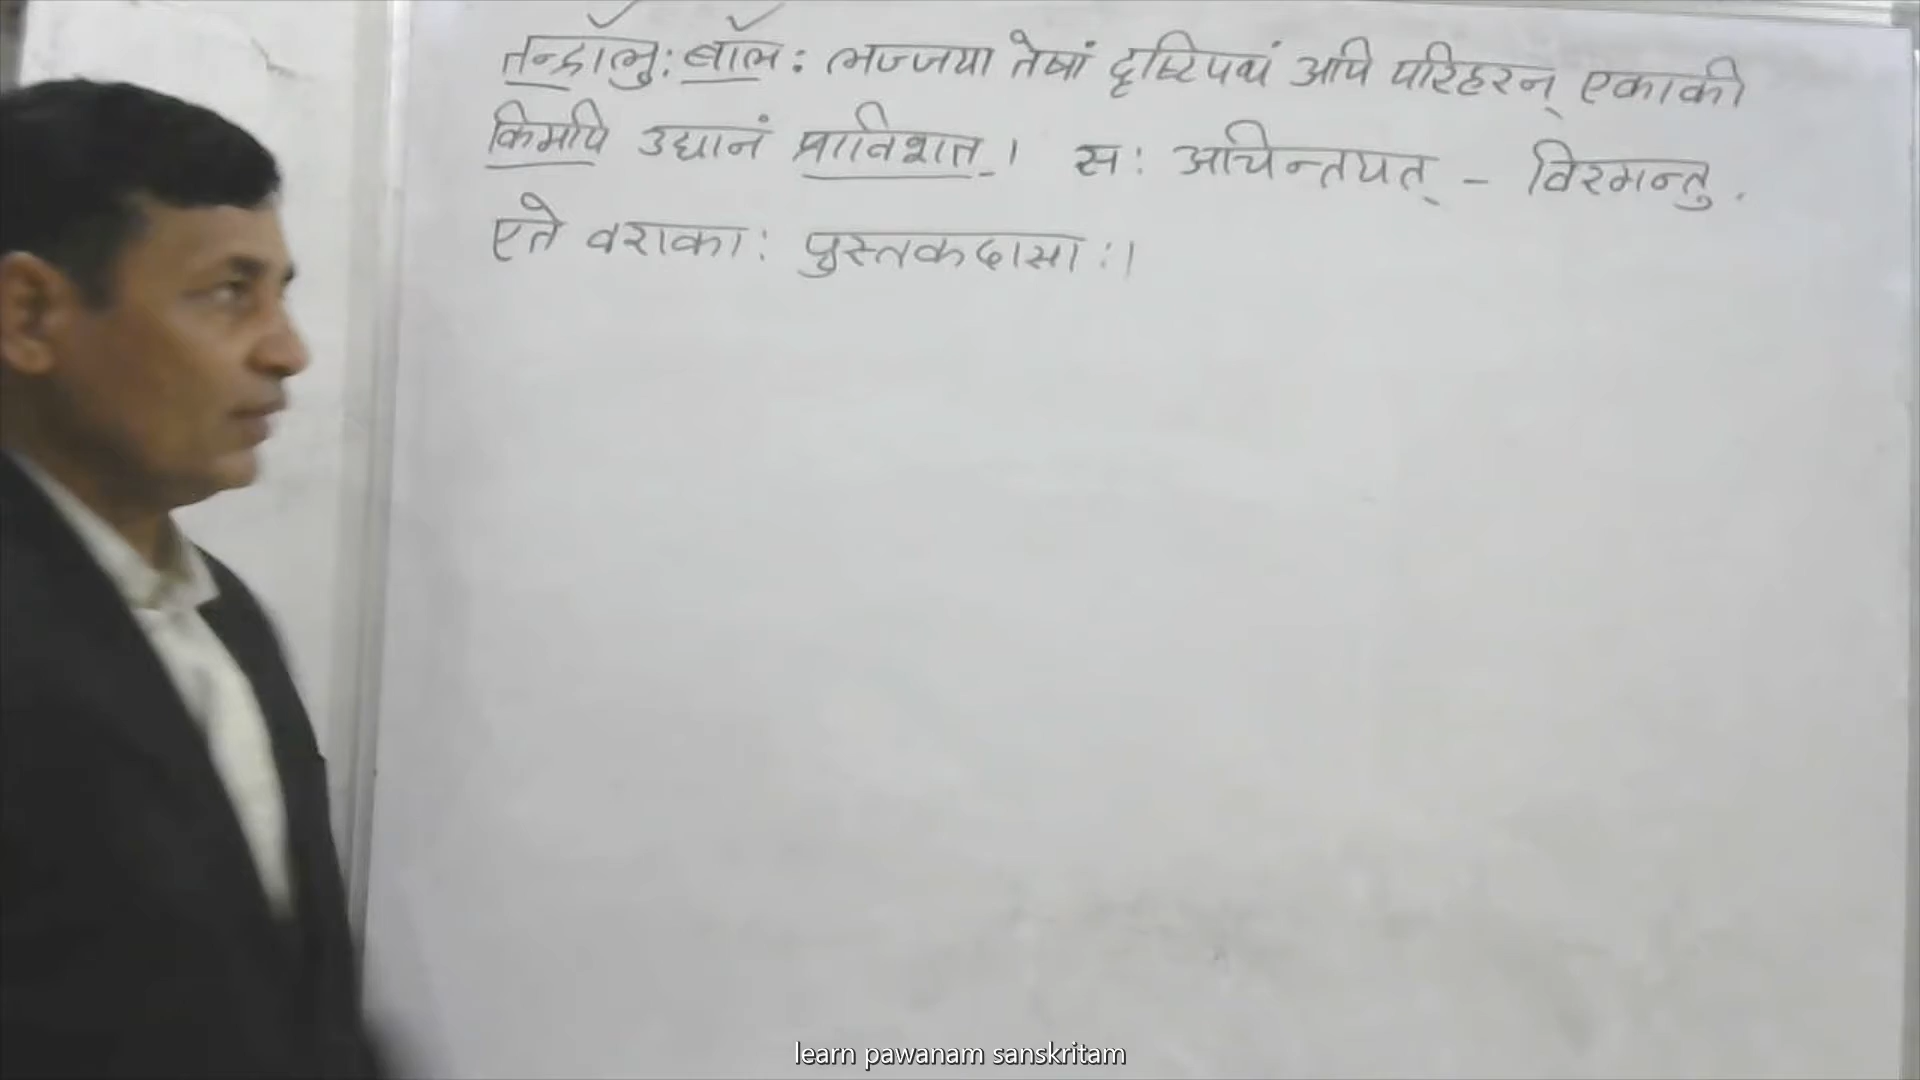 तन्द्रालुः बालः लज्जया तेषां दृष्टिपथं अपि परिहरन् एकाकी
किमपि उद्यानं प्राविशत् । सः अचिन्तयत् - विरमन्तु
एते वराकाः पुस्तकदासाः ।
learn pawanam sanskritam